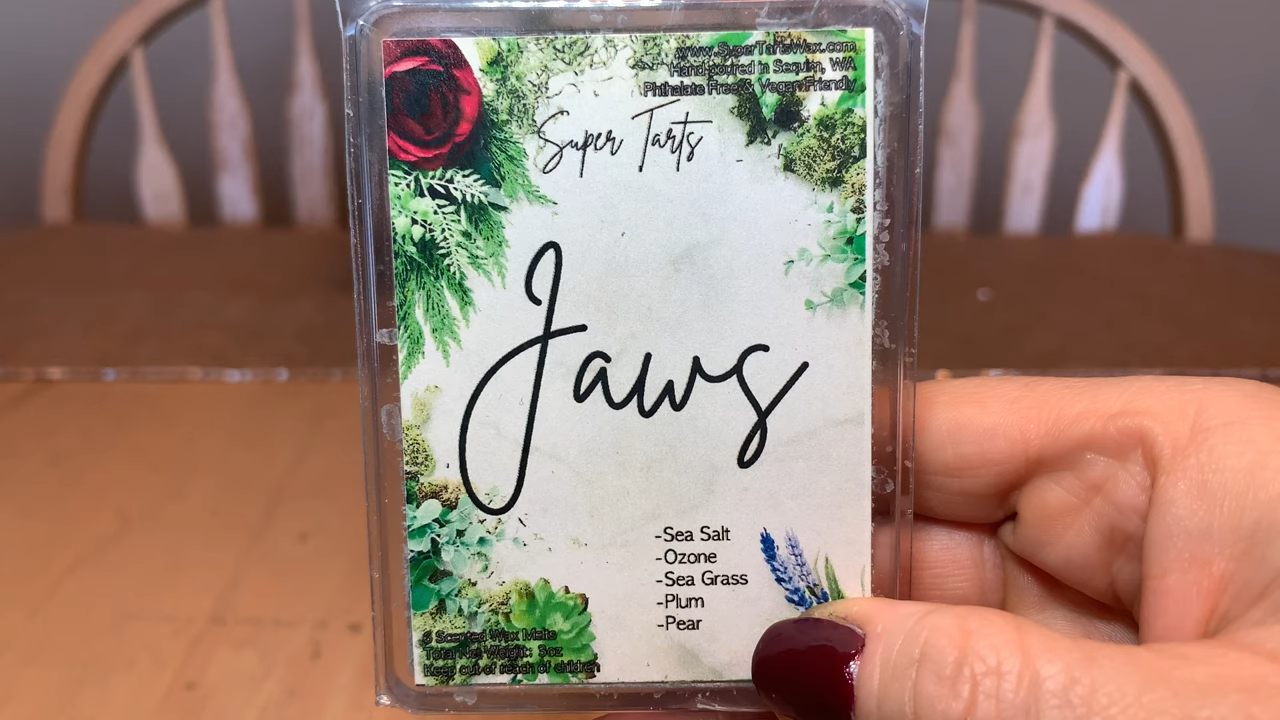 www.SuperTartsWax.com
Hand-poured in Sequim, WA
Phthalate Free & Vegan Friendly
Super Tarts
Jaws
-Sea Salt
-Ozone
-Sea Grass
-Plum
-Pear
6 Scented Wax Melts
Total Net Weight: 3oz
Keep out of reach of children